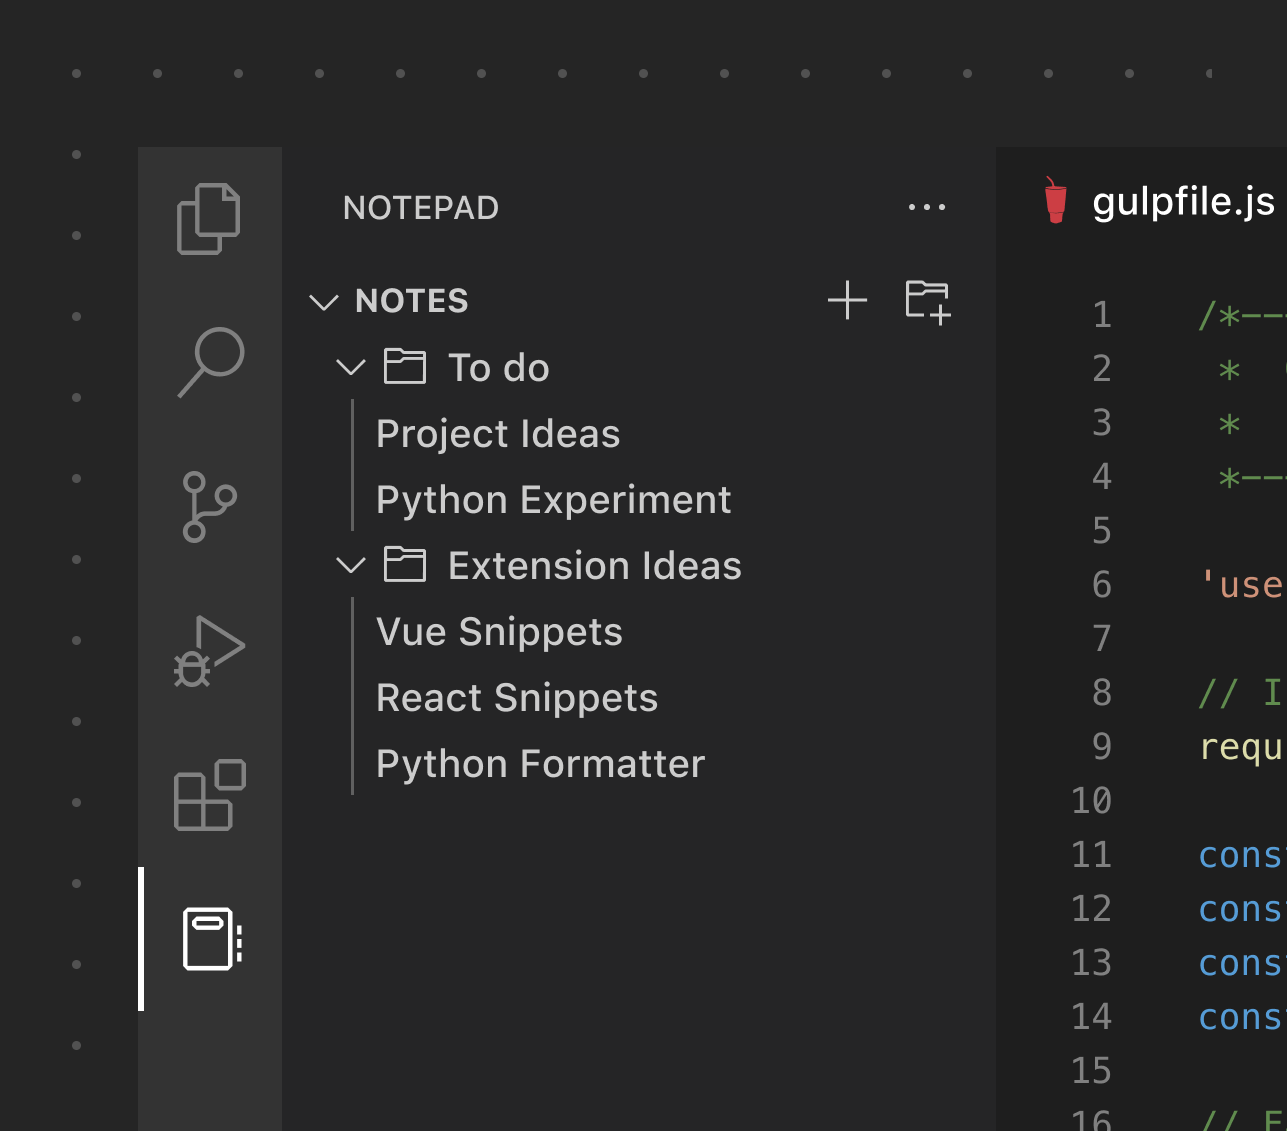 NOTEPAD
NOTES
To do
Project Ideas
Python Experiment
Extension Ideas
Vue Snippets
React Snippets
Python Formatter
gulpfile.js
1 /*---
2 *
3 *
4 *---
5
6 'use
7
8 // I
9 requ
10
11 cons
12 cons
13 cons
14 cons
15
16 //